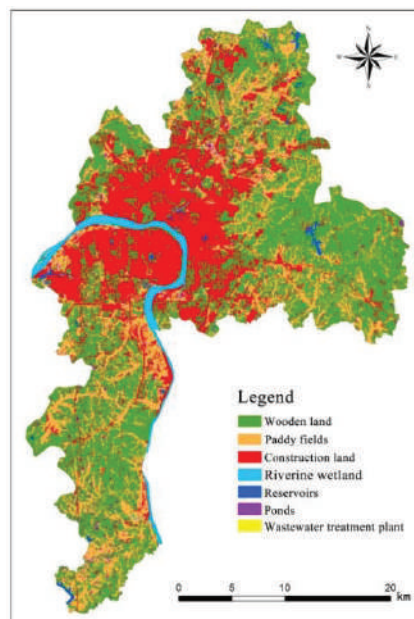 N
W
E
S
Legend
Wooden land
Paddy fields
Construction land
Riverine wetland
Reservoirs
Ponds
Wastewater treatment plant
0 5 10 20
km